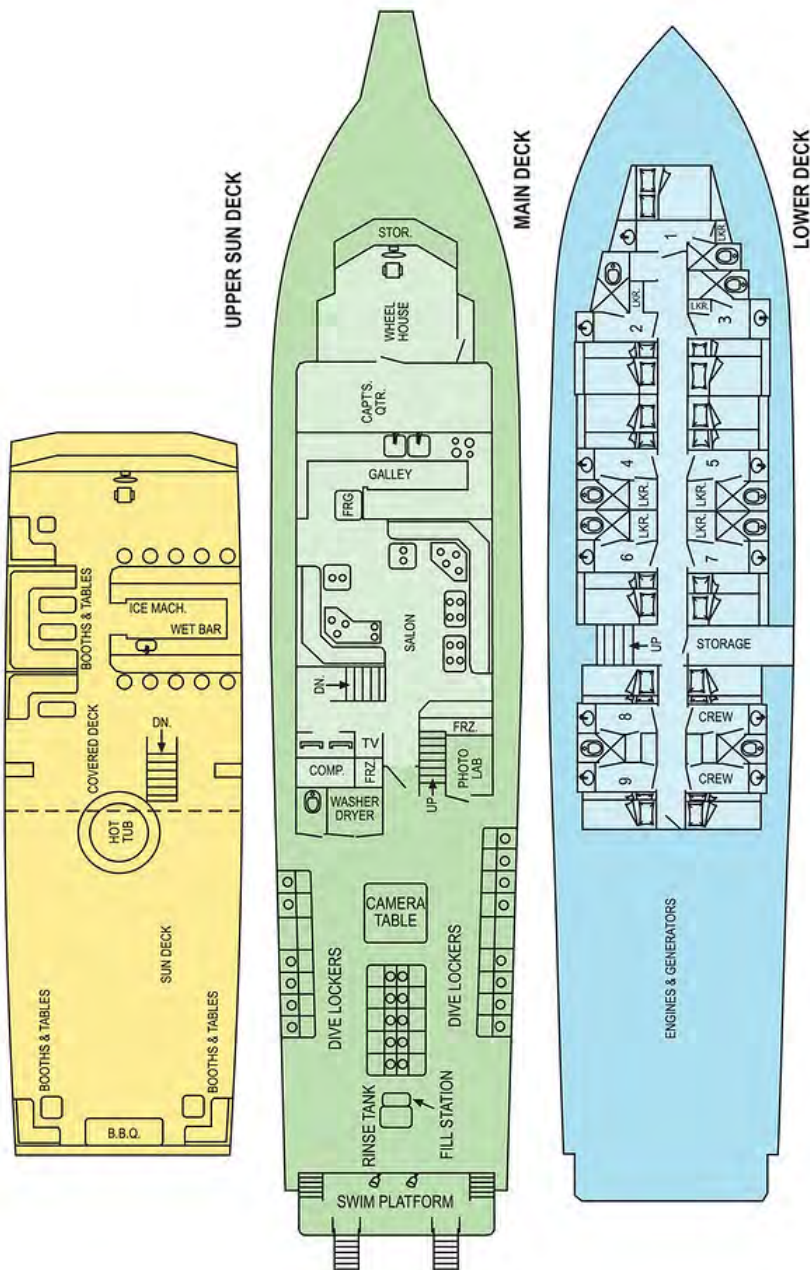 UPPER SUN DECK
BOOTHS & TABLES
ICE MACH.
WET BAR
COVERED DECK
DN.
HOT
TUB
SUN DECK
BOOTHS & TABLES
BOOTHS & TABLES
B.B.Q.
MAIN DECK
STOR.
WHEEL
HOUSE
CAPT'S.
QTR.
GALLEY
FRG
SALON
DN.
TV
FRZ.
COMP.
FRZ
PHOTO
LAB
UP
WASHER
DRYER
CAMERA
TABLE
DIVE LOCKERS
DIVE LOCKERS
RINSE TANK
FILL STATION
SWIM PLATFORM
LOWER DECK
1
LKR
LKR.
LKR.
2
3
4
5
LKR.
LKR.
LKR.
LKR.
6
7
UP
STORAGE
8
CREW
9
CREW
ENGINES & GENERATORS